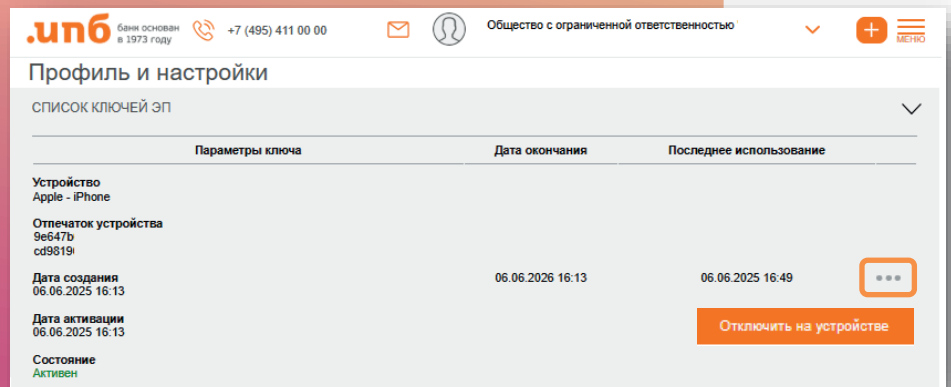 .ипб
банк основан
в 1973 году
+7 (495) 411 00 00
Общество с ограниченной ответственностью
МЕНЮ
Профиль и настройки
СПИСОК КЛЮЧЕЙ ЭП
Параметры ключа Дата окончания Последнее использование
Устройство
Apple - iPhone
Отпечаток устройства
9e647b
cd9819
Дата создания
06.06.2025 16:13 06.06.2026 16:13 06.06.2025 16:49
Дата активации
06.06.2025 16:13
Отключить на устройстве
Состояние
Активен